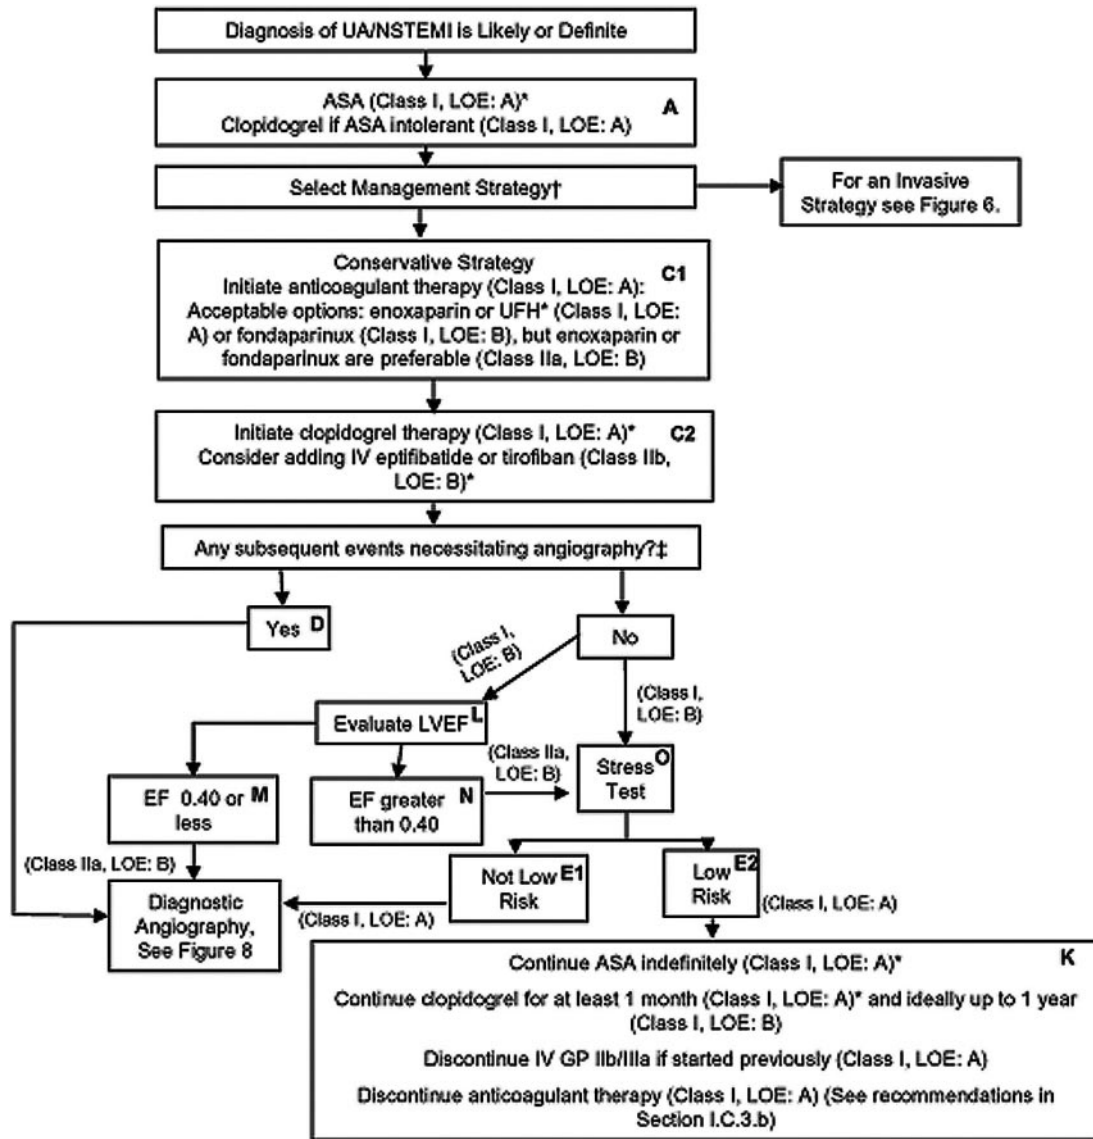 Diagnosis of UA/NSTEMI is Likely or Definite
ASA (Class I, LOE: A)*
A
Clopidogrel if ASA intolerant (Class I, LOE: A)
Select Management Strategy†
For an Invasive
Strategy see Figure 6.
Conservative Strategy
C1
Initiate anticoagulant therapy (Class I, LOE: A):
Acceptable options: enoxaparin or UFH* (Class I, LOE:
A) or fondaparinux (Class I, LOE: B), but enoxaparin or
fondaparinux are preferable (Class IIa, LOE: B)
Initiate clopidogrel therapy (Class I, LOE: A)*
C2
Consider adding IV eptifibatide or tirofiban (Class IIb,
LOE: B)*
Any subsequent events necessitating angiography?‡
Yes
D
No
(Class I,
LOE: B)
(Class I,
LOE: B)
Evaluate LVEF
L
(Class IIa,
LOE: B)
Stress
Test
O
EF 0.40 or
less
M
EF greater
than 0.40
N
(Class IIa, LOE: B)
Not Low
Risk
E1
Low
Risk
E2
(Class I, LOE: A)
(Class I, LOE: A)
Diagnostic
Angiography,
See Figure 8
Continue ASA indefinitely (Class I, LOE: A)*
K
Continue clopidogrel for at least 1 month (Class I, LOE: A)* and ideally up to 1 year
(Class I, LOE: B)
Discontinue IV GP IIb/IIIa if started previously (Class I, LOE: A)
Discontinue anticoagulant therapy (Class I, LOE: A) (See recommendations in
Section I.C.3.b)